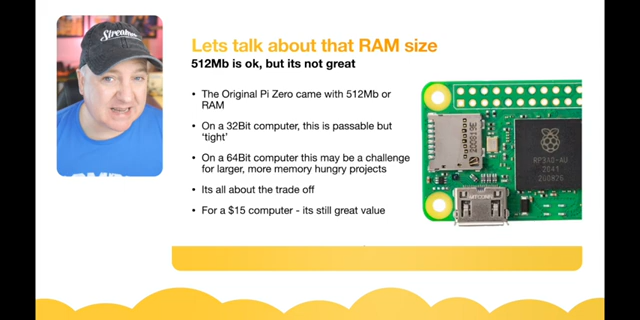 Streamer
Lets talk about that RAM size
512Mb is ok, but its not great
• The Original Pi Zero came with 512Mb or
RAM
• On a 32Bit computer, this is passable but
'tight'
• On a 64Bit computer this may be a challenge
for larger, more memory hungry projects
• Its all about the trade off
• For a $15 computer - its still great value
RP3A0-AU
2041